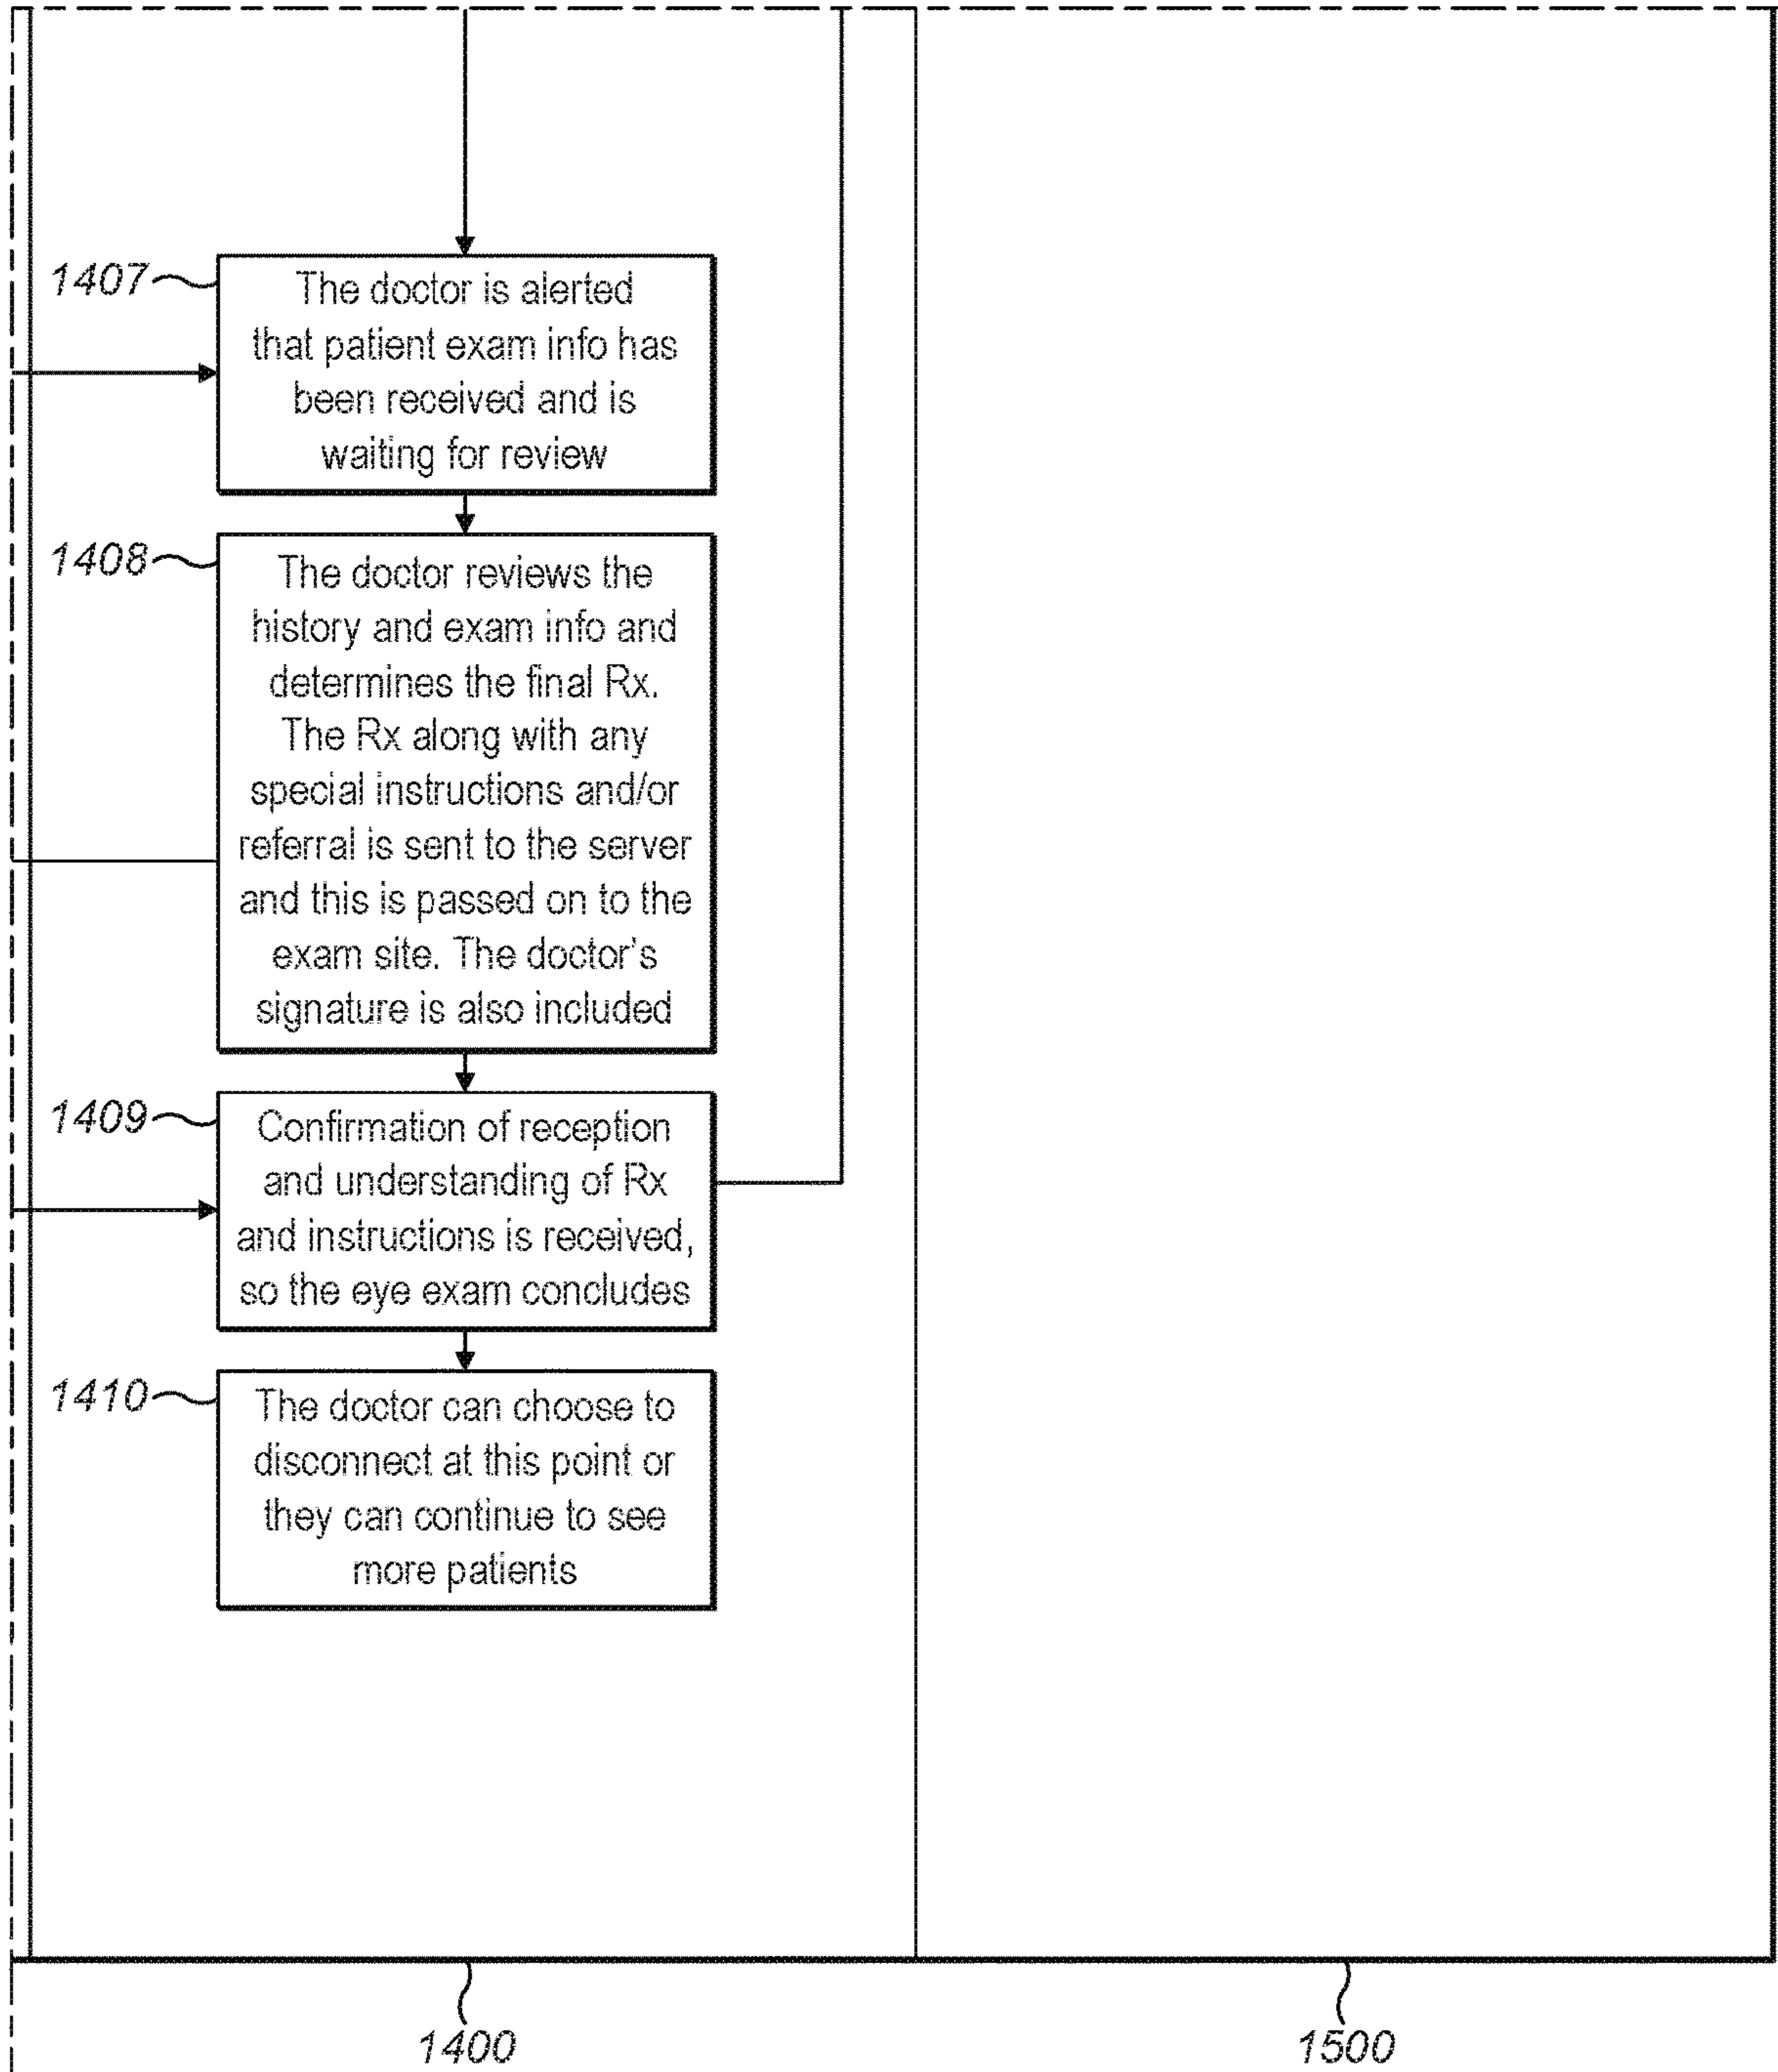 1407
The doctor is alerted
that patient exam info has
been received and is
waiting for review
1408
The doctor reviews the
history and exam info and
determines the final Rx.
The Rx along with any
special instructions and/or
referral is sent to the server
and this is passed on to the
exam site. The doctor's
signature is also included
1409
Confirmation of reception
and understanding of Rx
and instructions is received,
so the eye exam concludes
1410
The doctor can choose to
disconnect at this point or
they can continue to see
more patients
1400
1500